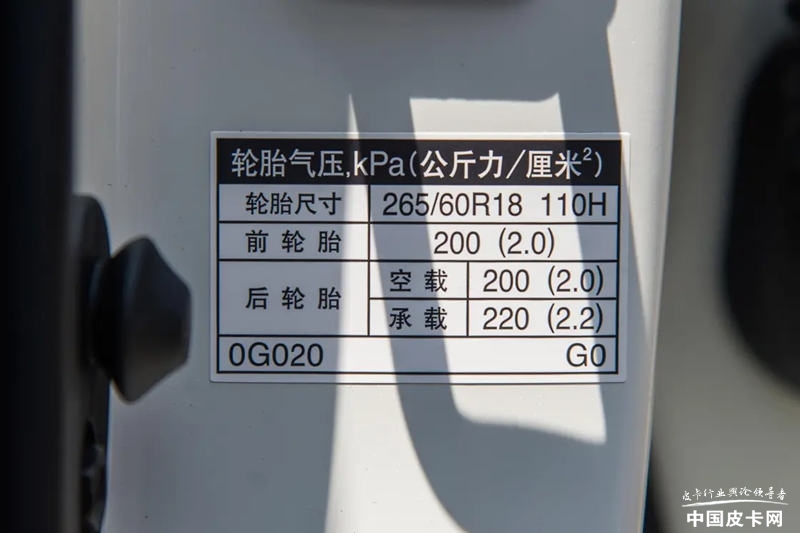 轮胎气压,kPa(公斤力/厘米²)
轮胎尺寸 265/60R18 110H
前轮胎 200 (2.0)
后轮胎 空载 200 (2.0)
承载 220 (2.2)
0G020 G0
皮卡行业舆论领导者
中国皮卡网